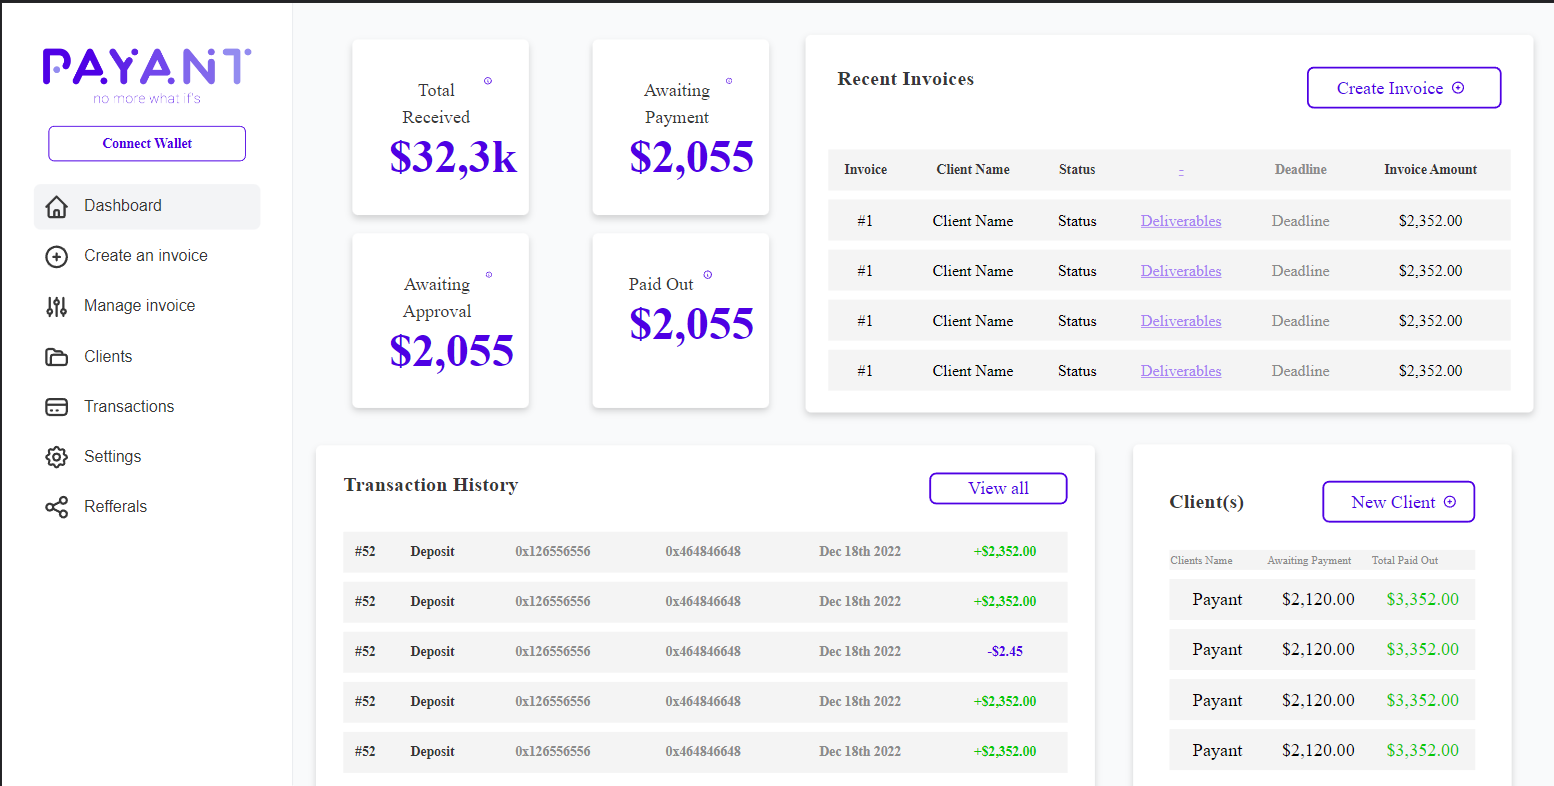 PAYANT
no more what if's
Connect Wallet
Dashboard
Create an invoice
Manage invoice
Clients
Transactions
Settings
Refferals
Total
Received
$32,3k
Awaiting
Payment
$2,055
Awaiting
Approval
$2,055
Paid Out
$2,055
Recent Invoices
Create Invoice
Invoice Client Name Status - Deadline Invoice Amount
#1 Client Name Status Deliverables Deadline $2,352.00
#1 Client Name Status Deliverables Deadline $2,352.00
#1 Client Name Status Deliverables Deadline $2,352.00
#1 Client Name Status Deliverables Deadline $2,352.00
Transaction History
View all
#52 Deposit 0x126556556 0x464846648 Dec 18th 2022 +$2,352.00
#52 Deposit 0x126556556 0x464846648 Dec 18th 2022 +$2,352.00
#52 Deposit 0x126556556 0x464846648 Dec 18th 2022 -$2.45
#52 Deposit 0x126556556 0x464846648 Dec 18th 2022 +$2,352.00
#52 Deposit 0x126556556 0x464846648 Dec 18th 2022 +$2,352.00
Client(s)
New Client
Clients Name Awaiting Payment Total Paid Out
Payant $2,120.00 $3,352.00
Payant $2,120.00 $3,352.00
Payant $2,120.00 $3,352.00
Payant $2,120.00 $3,352.00